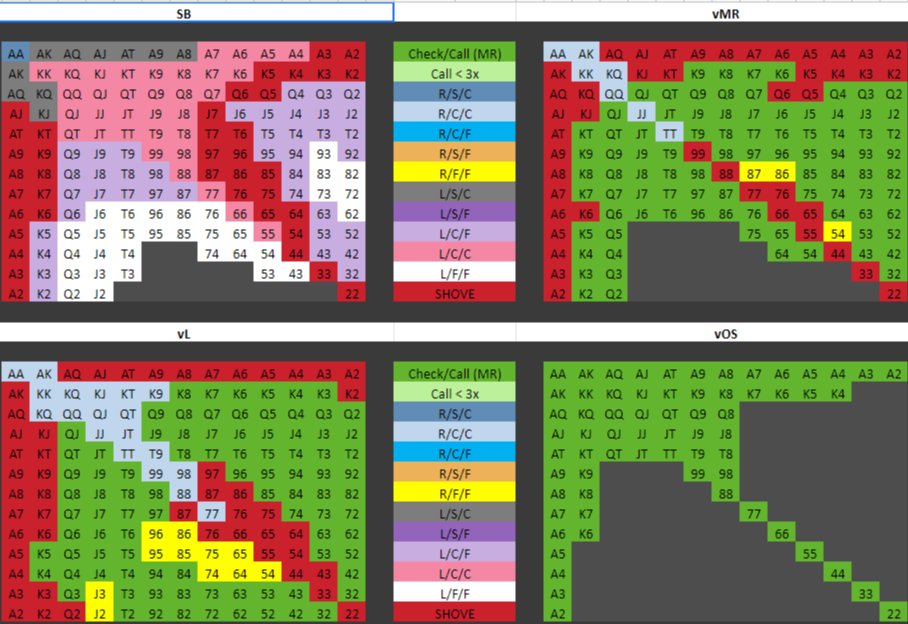 SB vMR
AA AK AQ AJ AT A9 A8 A7 A6 A5 A4 A3 A2 Check/Call (MR) AA AK AQ AJ AT A9 A8 A7 A6 A5 A4 A3 A2
AK KK KQ KJ KT K9 K8 K7 K6 K5 K4 K3 K2 Call < 3x AK KK KQ KJ KT K9 K8 K7 K6 K5 K4 K3 K2
AQ KQ QQ QJ QT Q9 Q8 Q7 Q6 Q5 Q4 Q3 Q2 R/S/C AQ KQ QQ QJ QT Q9 Q8 Q7 Q6 Q5 Q4 Q3 Q2
AJ KJ QJ JJ JT J9 J8 J7 J6 J5 J4 J3 J2 R/C/C AJ KJ QJ JJ JT J9 J8 J7 J6 J5 J4 J3 J2
AT KT QT JT TT T9 T8 T7 T6 T5 T4 T3 T2 R/C/F AT KT QT JT TT T9 T8 T7 T6 T5 T4 T3 T2
A9 K9 Q9 J9 T9 99 98 97 96 95 94 93 92 R/S/F A9 K9 Q9 J9 T9 99 98 97 96 95 94 93 92
A8 K8 Q8 J8 T8 98 88 87 86 85 84 83 82 R/F/F A8 K8 Q8 J8 T8 98 88 87 86 85 84 83 82
A7 K7 Q7 J7 T7 97 87 77 76 75 74 73 72 L/S/C A7 K7 Q7 J7 T7 97 87 77 76 75 74 73 72
A6 K6 Q6 J6 T6 96 86 76 66 65 64 63 62 L/S/F A6 K6 Q6 J6 T6 96 86 76 66 65 64 63 62
A5 K5 Q5 J5 T5 95 85 75 65 55 54 53 52 L/C/F A5 K5 Q5 75 65 55 54 53 52
A4 K4 Q4 J4 T4 74 64 54 44 43 42 L/C/C A4 K4 Q4 64 54 44 43 42
A3 K3 Q3 J3 T3 53 43 33 32 L/F/F A3 K3 Q3 33 32
A2 K2 Q2 J2 22 SHOVE A2 K2 Q2 22
vL vOS
AA AK AQ AJ AT A9 A8 A7 A6 A5 A4 A3 A2 Check/Call (MR) AA AK AQ AJ AT A9 A8 A7 A6 A5 A4 A3 A2
AK KK KQ KJ KT K9 K8 K7 K6 K5 K4 K3 K2 Call < 3x AK KK KQ KJ KT K9 K8 K7 K6 K5 K4
AQ KQ QQ QJ QT Q9 Q8 Q7 Q6 Q5 Q4 Q3 Q2 R/S/C AQ KQ QQ QJ QT Q9 Q8
AJ KJ QJ JJ JT J9 J8 J7 J6 J5 J4 J3 J2 R/C/C AJ KJ QJ JJ JT J9 J8
AT KT QT JT TT T9 T8 T7 T6 T5 T4 T3 T2 R/C/F AT KT QT JT TT T9 T8
A9 K9 Q9 J9 T9 99 98 97 96 95 94 93 92 R/S/F A9 K9 99 98
A8 K8 Q8 J8 T8 98 88 87 86 85 84 83 82 R/F/F A8 K8 88
A7 K7 Q7 J7 T7 97 87 77 76 75 74 73 72 L/S/C A7 K7 77
A6 K6 Q6 J6 T6 96 86 76 66 65 64 63 62 L/S/F A6 K6 66
A5 K5 Q5 J5 T5 95 85 75 65 55 54 53 52 L/C/F A5 55
A4 K4 Q4 J4 T4 94 84 74 64 54 44 43 42 L/C/C A4 44
A3 K3 Q3 J3 T3 93 83 73 63 53 43 33 32 L/F/F A3 33
A2 K2 Q2 J2 T2 92 82 72 62 52 42 32 22 SHOVE A2 22